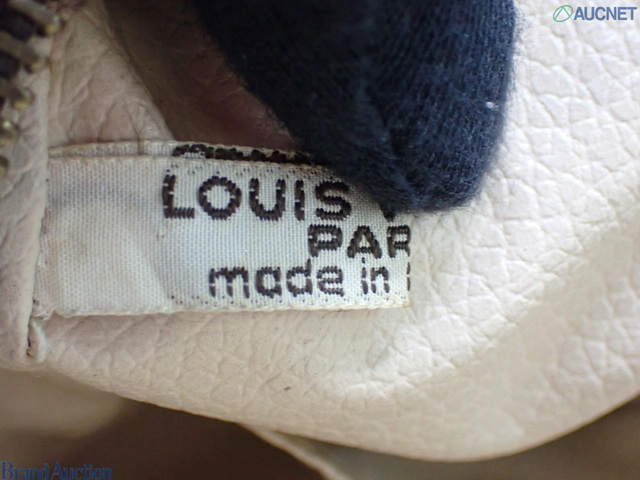 AUCNET
LOUIS
PAR
made in
Brand Auction